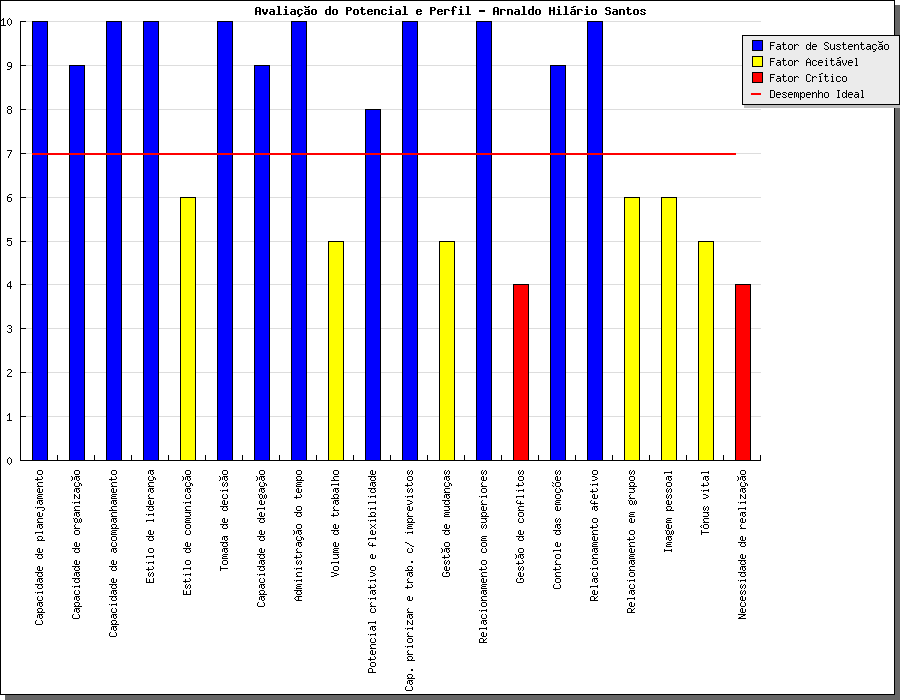 Avaliação do Potencial e Perfil - Arnaldo Hilário Santos
Fator de Sustentação
Fator Aceitável
Fator Crítico
Desempenho Ideal
10
9
8
7
6
5
4
3
2
1
0
Capacidade de planejamento
Capacidade de organização
Capacidade de acompanhamento
Estilo de liderança
Estilo de comunicação
Tomada de decisão
Capacidade de delegação
Administração do tempo
Volume de trabalho
Potencial criativo e flexibilidade
Cap. priorizar e trab. c/ imprevistos
Gestão de mudanças
Relacionamento com superiores
Gestão de conflitos
Controle das emoções
Relacionamento afetivo
Relacionamento em grupos
Imagem pessoal
Tônus vital
Necessidade de realização